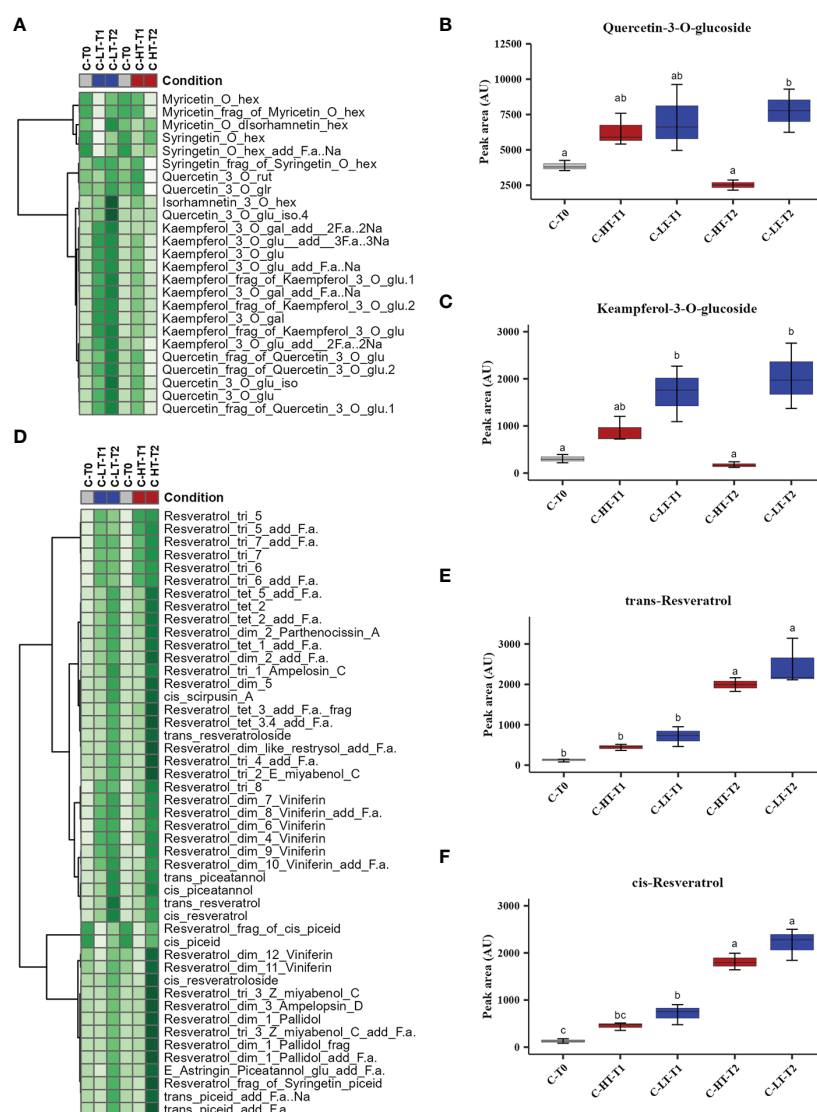 A
C-T0
C-LT-T1
C-LT-T2
C-T0
C-HT-T1
C HT-T2
Condition
Myricetin_O_hex
Myricetin_frag_of_Myricetin_O_hex
Myricetin_O_dIsorhamnetin_hex
Syringetin_O_hex
Syringetin_O_hex_add_F.a..Na
Syringetin_frag_of_Syringetin_O_hex
Quercetin_3_O_rut
Quercetin_3_O_glr
Isorhamnetin_3_O_hex
Quercetin_3_O_glu_iso.4
Kaempferol_3_O_gal_add__2F.a..2Na
Kaempferol_3_O_glu__add__3F.a..3Na
Kaempferol_3_O_glu
Kaempferol_3_O_glu_add_F.a..Na
Kaempferol_frag_of_Kaempferol_3_O_glu.1
Kaempferol_3_O_gal_add_F.a..Na
Kaempferol_frag_of_Kaempferol_3_O_glu.2
Kaempferol_3_O_gal
Kaempferol_frag_of_Kaempferol_3_O_glu
Kaempferol_3_O_glu_add__2F.a..2Na
Quercetin_frag_of_Quercetin_3_O_glu
Quercetin_frag_of_Quercetin_3_O_glu.2
Quercetin_3_O_glu_iso
Quercetin_3_O_glu
Quercetin_frag_of_Quercetin_3_O_glu.1
B
Quercetin-3-O-glucoside
Peak area (AU)
12500
10000
7500
5000
2500
a
ab
ab
a
b
C-T0
C-HT-T1
C-LT-T1
C-HT-T2
C-LT-T2
C
Keampferol-3-O-glucoside
Peak area (AU)
3000
2000
1000
0
a
ab
b
a
b
C-T0
C-HT-T1
C-LT-T1
C-HT-T2
C-LT-T2
D
C-T0
C-LT-T1
C-LT-T2
C-T0
C-HT-T1
C HT-T2
Condition
Resveratrol_tri_5
Resveratrol_tri_5_add_F.a.
Resveratrol_tri_7_add_F.a.
Resveratrol_tri_7
Resveratrol_tri_6
Resveratrol_tri_6_add_F.a.
Resveratrol_tet_5_add_F.a.
Resveratrol_tet_2
Resveratrol_tet_2_add_F.a.
Resveratrol_dim_2_Parthenocissin_A
Resveratrol_tet_1_add_F.a.
Resveratrol_dim_2_add_F.a.
Resveratrol_tri_1_Ampelosin_C
Resveratrol_dim_5
cis_scirpusin_A
Resveratrol_tet_3_add_F.a._frag
Resveratrol_tet_3.4_add_F.a.
trans_resveratroloside
Resveratrol_dim_like_restrysol_add_F.a.
Resveratrol_tri_4_add_F.a.
Resveratrol_tri_2_E_miyabenol_C
Resveratrol_tri_8
Resveratrol_dim_7_Viniferin
Resveratrol_dim_8_Viniferin_add_F.a.
Resveratrol_dim_6_Viniferin
Resveratrol_dim_4_Viniferin
Resveratrol_dim_9_Viniferin
Resveratrol_dim_10_Viniferin_add_F.a.
trans_piceatannol
cis_piceatannol
trans_resveratrol
cis_resveratrol
Resveratrol_frag_of_cis_piceid
cis_piceid
Resveratrol_dim_12_Viniferin
Resveratrol_dim_11_Viniferin
cis_resveratroloside
Resveratrol_tri_3_Z_miyabenol_C
Resveratrol_dim_3_Ampelopsin_D
Resveratrol_dim_1_Pallidol
Resveratrol_tri_3_Z_miyabenol_C_add_F.a.
Resveratrol_dim_1_Pallidol_frag
Resveratrol_dim_1_Pallidol_add_F.a.
E_Astringin_Piceatannol_glu_add_F.a.
Resveratrol_frag_of_Syringetin_piceid
trans_piceid_add_F.a..Na
trans_piceid_add_F.a.
E
trans-Resveratrol
Peak area (AU)
3000
2000
1000
0
b
b
b
a
a
C-T0
C-HT-T1
C-LT-T1
C-HT-T2
C-LT-T2
F
cis-Resveratrol
Peak area (AU)
3000
2000
1000
0
c
bc
b
a
a
C-T0
C-HT-T1
C-LT-T1
C-HT-T2
C-LT-T2